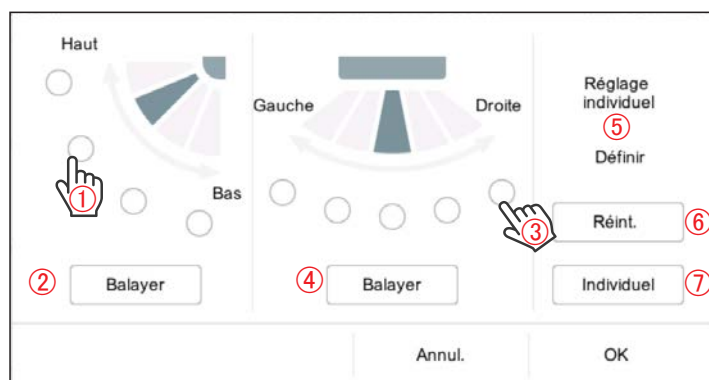 Haut
Bas
①
②
Balayer
Gauche
Droite
③
④
Balayer
Réglage
individuel
⑤
Définir
Réint.
⑥
Individuel
⑦
Annul.
OK